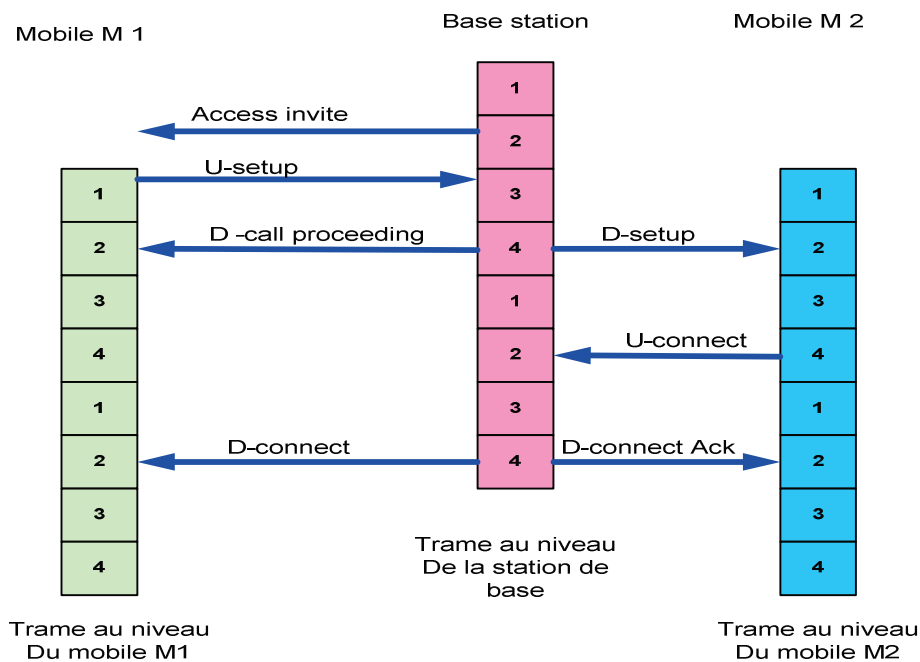 Mobile M 1
Base station
Mobile M 2
1
Access invite
2
U-setup
1
3
1
D -call proceeding
2
4
D-setup
2
3
1
3
U-connect
4
2
4
1
3
1
D-connect
2
4
D-connect Ack
2
3
3
4
4
Trame au niveau
De la station de
base
Trame au niveau
Du mobile M1
Trame au niveau
Du mobile M2